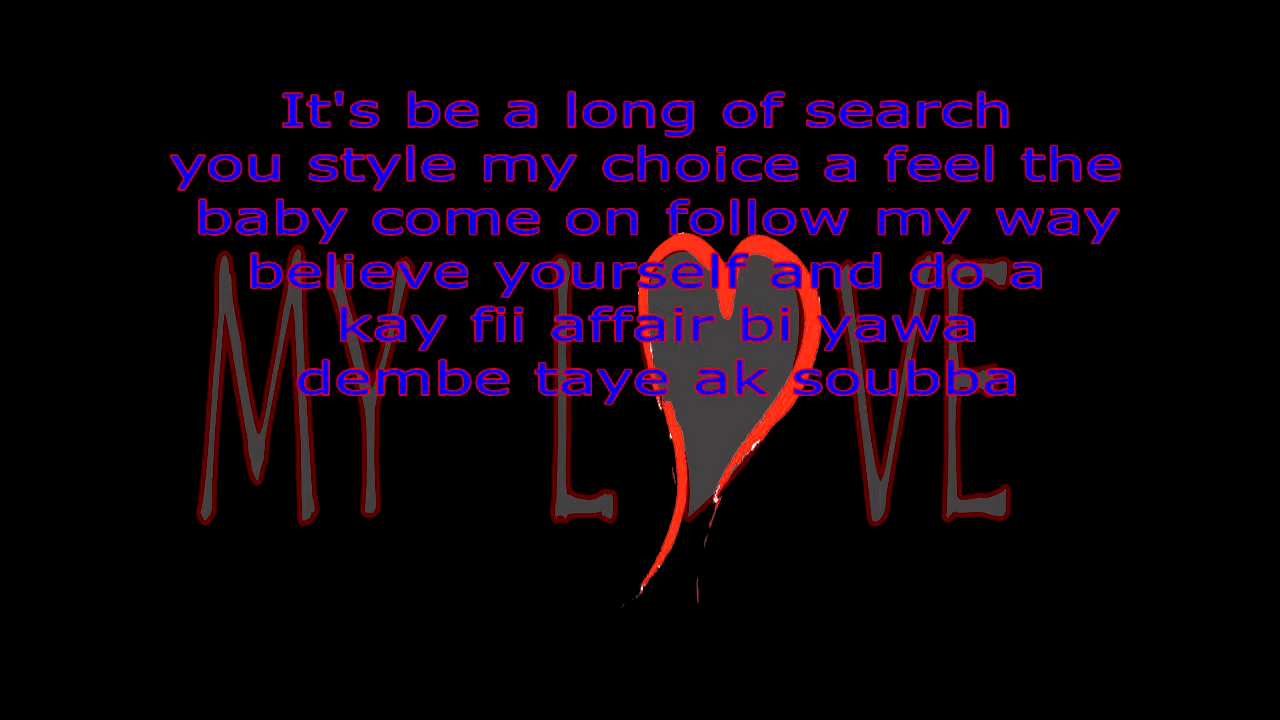 It's be a long of search
you style my choice a feel the
baby come on follow my way
believe yourself and do a
kay fii affair bi yawa
dembe taye ak soubba
MY L VE